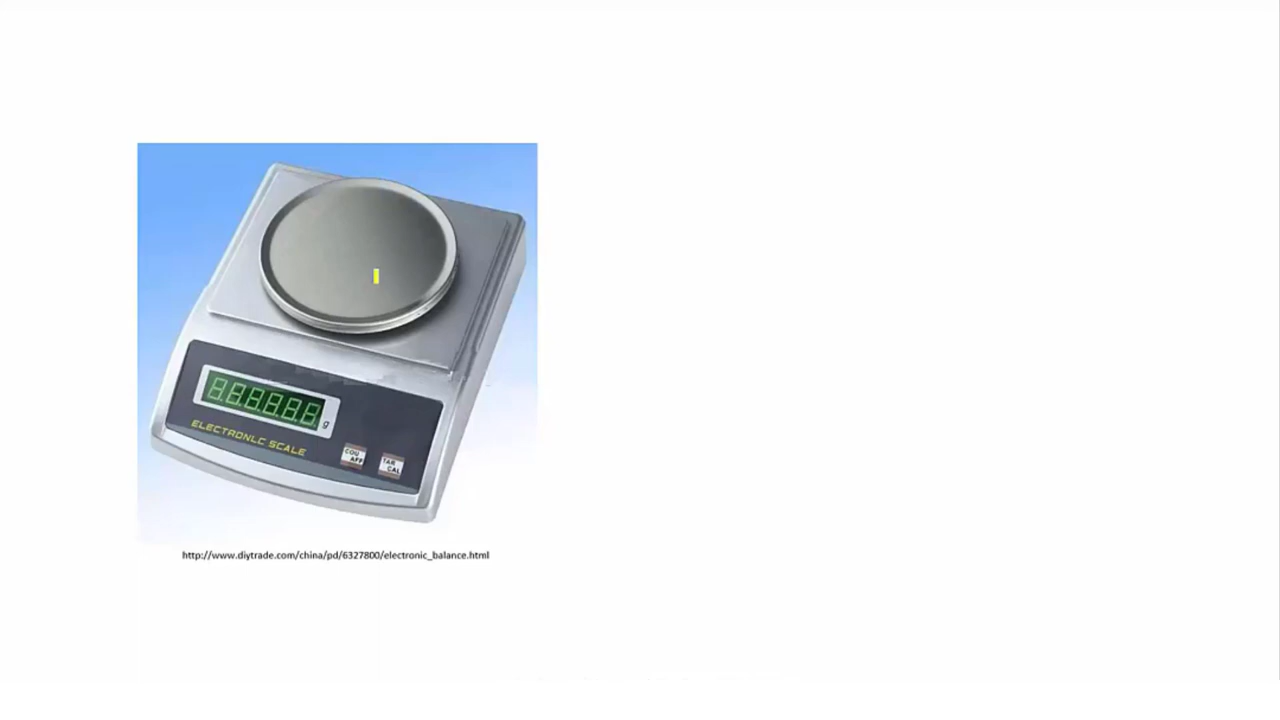 888888 g
ELECTRONLC SCALE
COU
AFF
TAR
CAL
http://www.diytrade.com/china/pd/6327800/electronic_balance.html